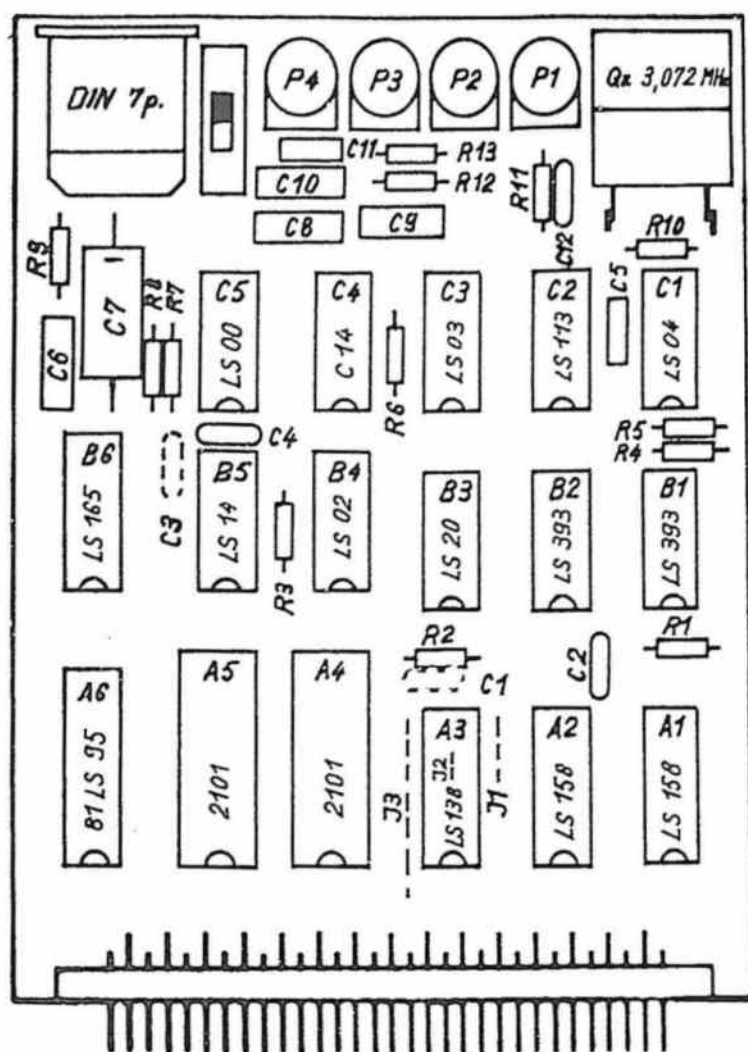 DIN 7p.
P4
P3
P2
P1
Qz 3,072 MHz
C11
R13
C10
R12
R11
C8
C9
C12
R10
R9
C7
R8
R7
C6
C5
LS 00
C4
C14
R6
C3
LS 03
C2
LS 113
C5
C1
LS 04
C4
R5
R4
B6
LS 165
C3
B5
LS 14
R3
B4
LS 02
B3
LS 20
B2
LS 393
B1
LS 393
R2
C1
C2
R1
A6
81 LS 95
A5
2101
A4
2101
J3
A3
J2
LS138
J1
A2
LS 158
A1
LS 158